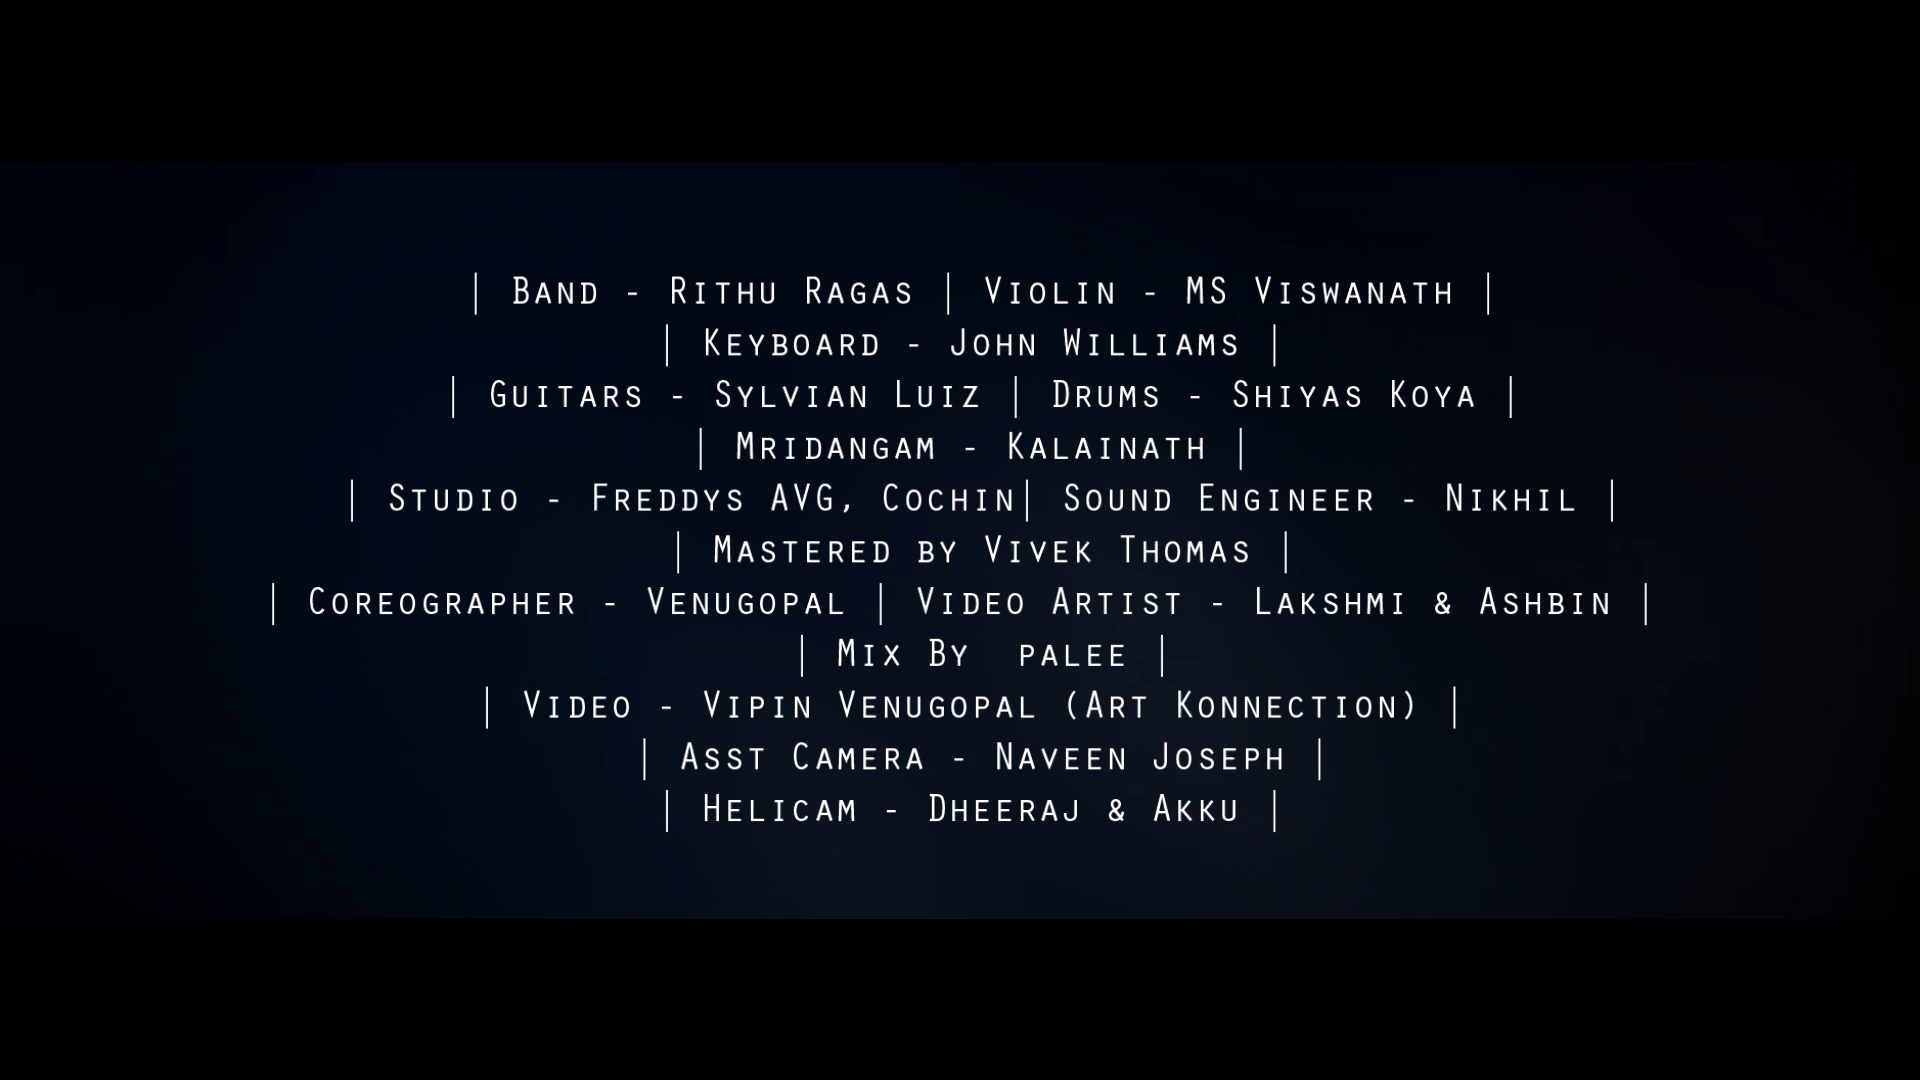 | Band - Rithu Ragas | Violin - MS Viswanath |
| Keyboard - John Williams |
| Guitars - Sylvian Luiz | Drums - Shiyas Koya |
| Mridangam - Kalainath |
| Studio - Freddys AVG, Cochin| Sound Engineer - Nikhil |
| Mastered by Vivek Thomas |
| Coreographer - Venugopal | Video Artist - Lakshmi & Ashbin |
| Mix By  palee |
| Video - Vipin Venugopal (Art Konnection) |
| Asst Camera - Naveen Joseph |
| Helicam - Dheeraj & Akku |